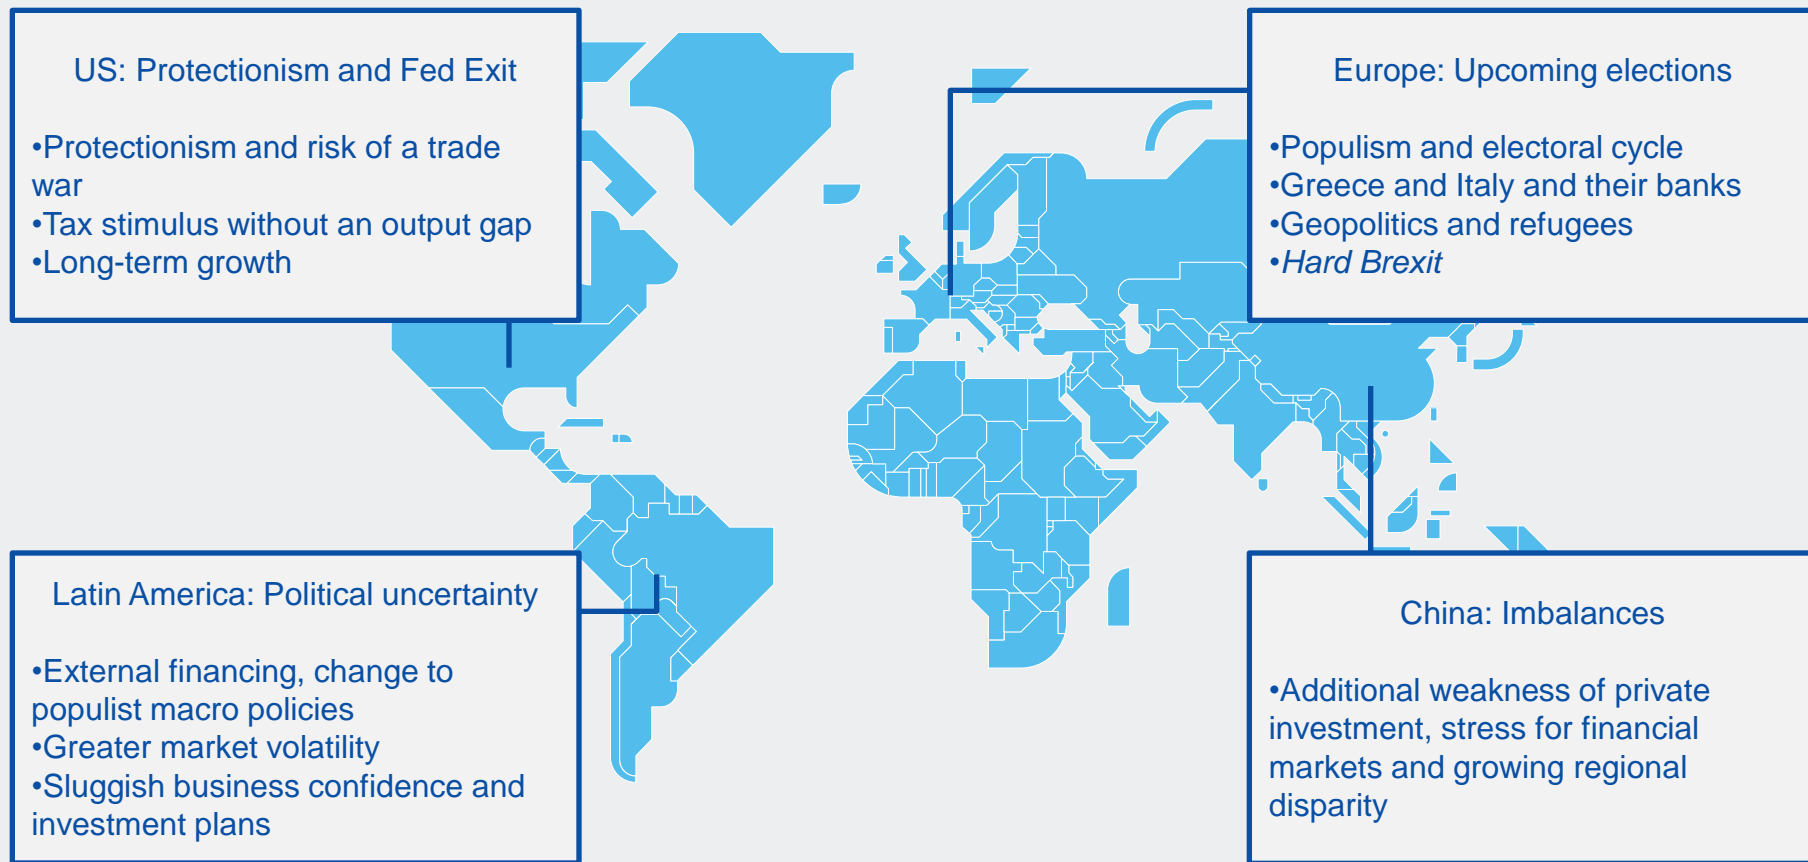 US: Protectionism and Fed Exit
•Protectionism and risk of a trade
war
•Tax stimulus without an output gap
•Long-term growth
Europe: Upcoming elections
•Populism and electoral cycle
•Greece and Italy and their banks
•Geopolitics and refugees
•Hard Brexit
Latin America: Political uncertainty
•External financing, change to
populist macro policies
•Greater market volatility
•Sluggish business confidence and
investment plans
China: Imbalances
•Additional weakness of private
investment, stress for financial
markets and growing regional
disparity